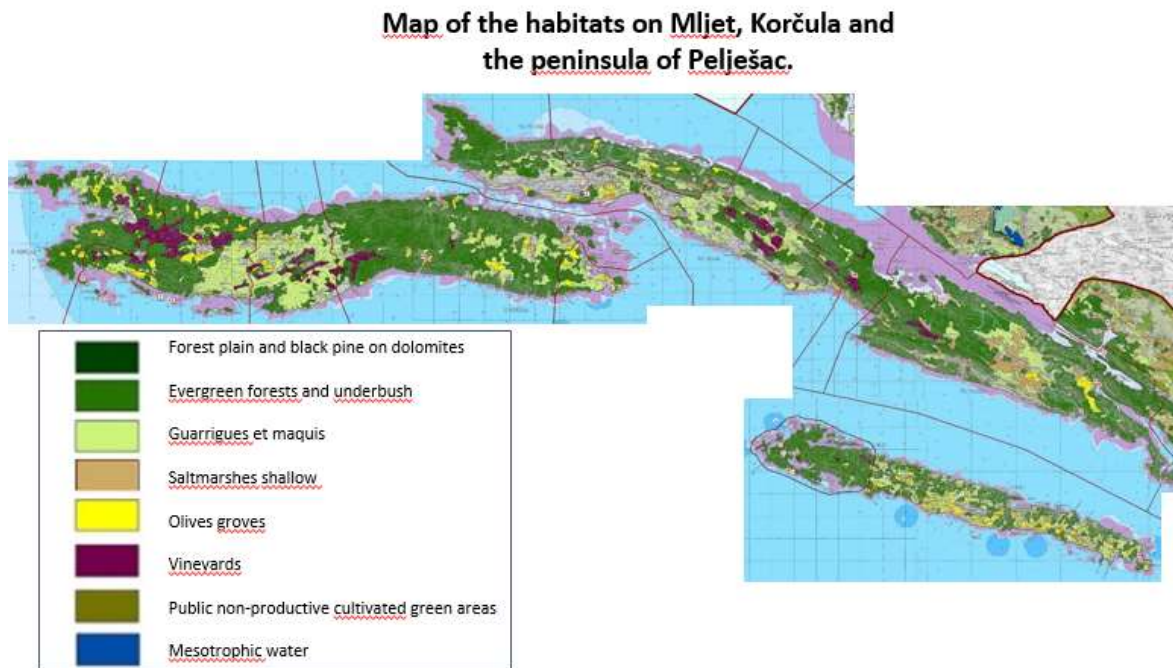 Map of the habitats on Mljet, Korčula and
the peninsula of Pelješac.
Forest plain and black pine on dolomites
Evergreen forests and underbush
Guarrigues et maquis
Saltmarshes shallow
Olives groves
Vineyards
Public non-productive cultivated green areas
Mesotrophic water